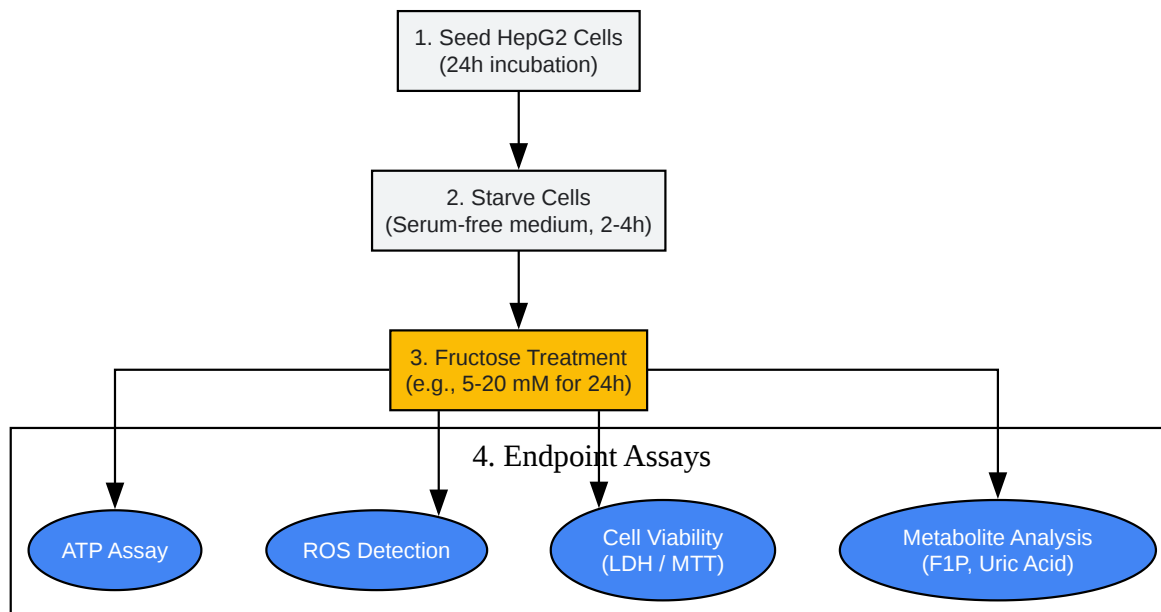 1. Seed HepG2 Cells
(24h incubation)
2. Starve Cells
(Serum-free medium, 2-4h)
3. Fructose Treatment
(e.g., 5-20 mM for 24h)
4. Endpoint Assays
ATP Assay
ROS Detection
Cell Viability
(LDH / MTT)
Metabolite Analysis
(F1P, Uric Acid)